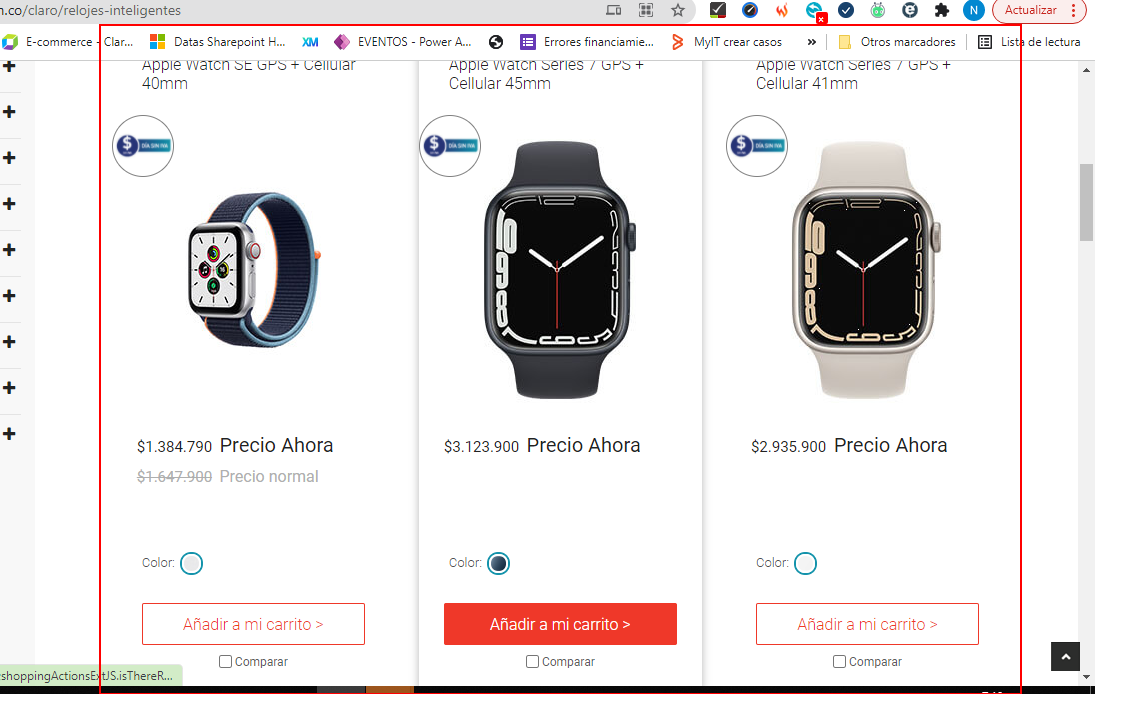 n.co/claro/relojes-inteligentes
Actualizar
E-commerce - Clar...
Datas Sharepoint H...
XM
EVENTOS - Power A...
Errores financiamie...
MyIT crear casos
»
Otros marcadores
Lista de lectura
Apple Watch SE GPS + Cellular
40mm
Apple Watch Series 7 GPS +
Cellular 45mm
Apple Watch Series 7 GPS +
Cellular 41mm
$ DÍA SIN IVA
$ DÍA SIN IVA
$ DÍA SIN IVA
$1.384.790 Precio Ahora
$1.647.900 Precio normal
$3.123.900 Precio Ahora
$2.935.900 Precio Ahora
Color:
Color:
Color:
Añadir a mi carrito >
Añadir a mi carrito >
Añadir a mi carrito >
Comparar
Comparar
Comparar
:shoppingActionsExtJS.isThereR...